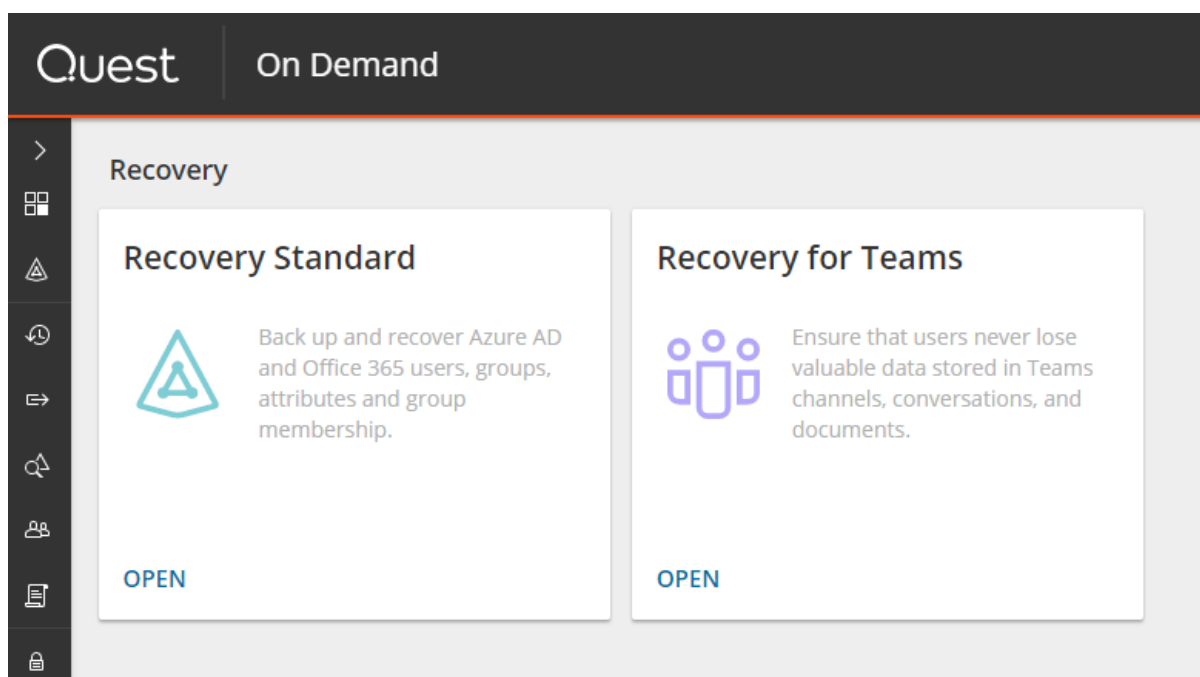 Quest
On Demand
Recovery
Recovery Standard
Back up and recover Azure AD
and Office 365 users, groups,
attributes and group
membership.
OPEN
Recovery for Teams
Ensure that users never lose
valuable data stored in Teams
channels, conversations, and
documents.
OPEN